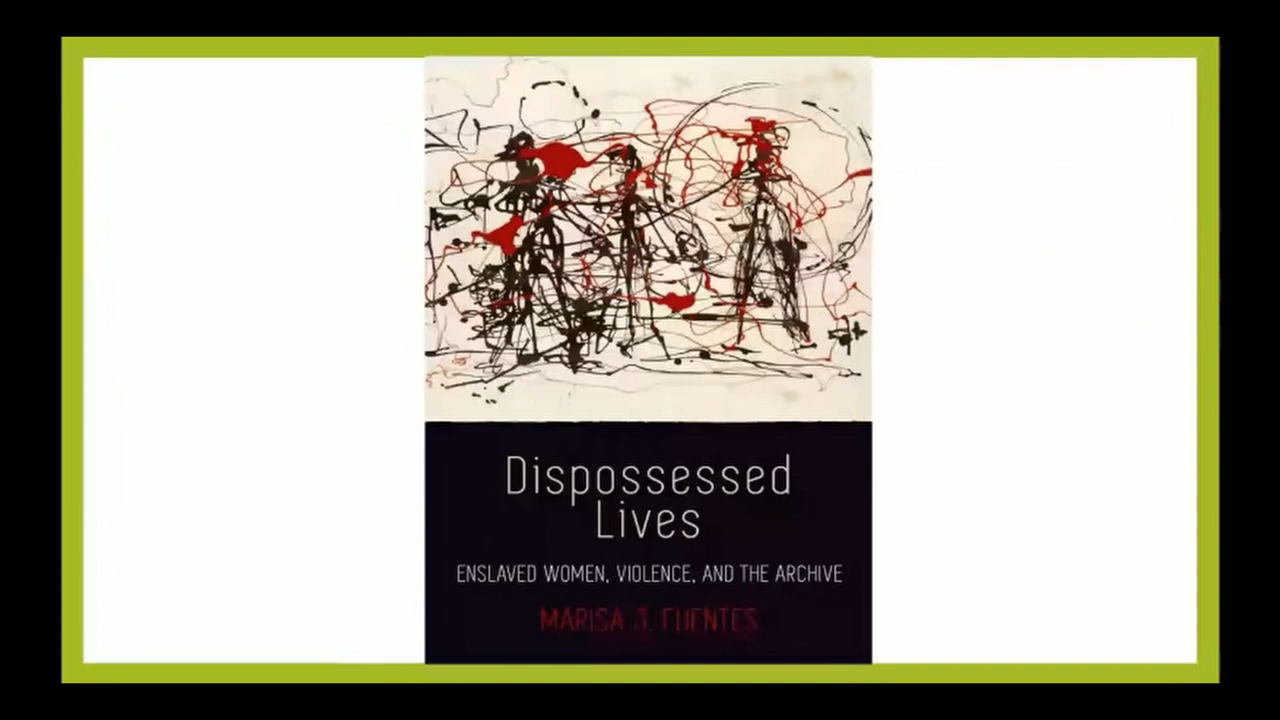 Dispossessed
Lives
ENSLAVED WOMEN, VIOLENCE, AND THE ARCHIVE
MARISA J. FUENTES